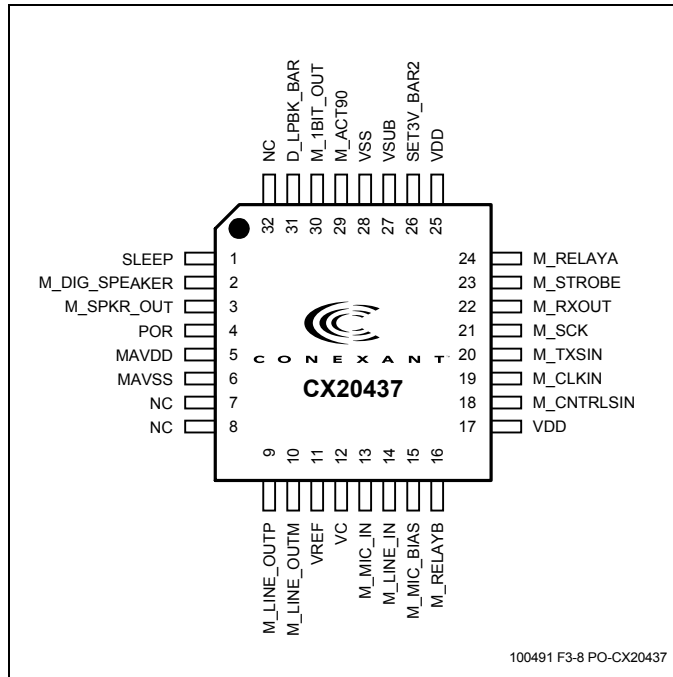 NC
D_LPBK_BAR
M_1BIT_OUT
M_ACT90
VSS
VSUB
SET3V_BAR2
VDD
32
31
30
29
28
27
26
25
SLEEP 1
M_DIG_SPEAKER 2
M_SPKR_OUT 3
POR 4
MAVDD 5
MAVSS 6
NC 7
NC 8
24 M_RELAYA
23 M_STROBE
22 M_RXOUT
21 M_SCK
20 M_TXSIN
19 M_CLKIN
18 M_CNTRLSIN
17 VDD
CONEXANT
CX20437
9
10
11
12
13
14
15
16
M_LINE_OUTP
M_LINE_OUTM
VREF
VC
M_MIC_IN
M_LINE_IN
M_MIC_BIAS
M_RELAYB
100491 F3-8 PO-CX20437